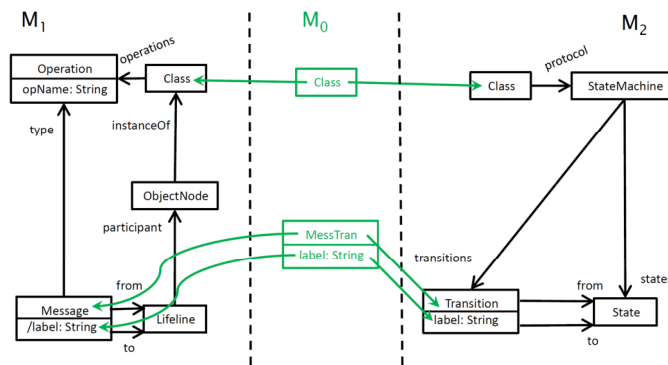 M1
M0
M2
operations
protocol
Operation
opName: String
Class
Class
Class
StateMachine
type
instanceOf
ObjectNode
participant
MessTran
label: String
transitions
from
Message
/label: String
Lifeline
to
Transition
label: String
from
state
State
to